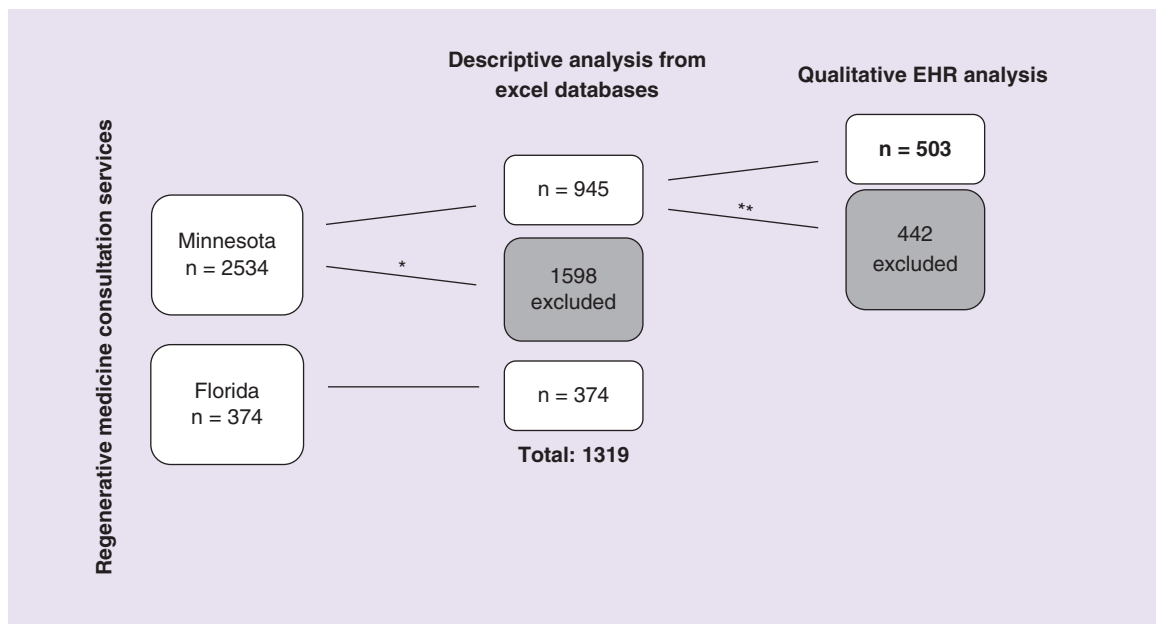 Regenerative medicine consultation services
Descriptive analysis from
excel databases
Qualitative EHR analysis
Minnesota
n = 2534
*
n = 945
1598
excluded
**
n = 503
442
excluded
Florida
n = 374
n = 374
Total: 1319